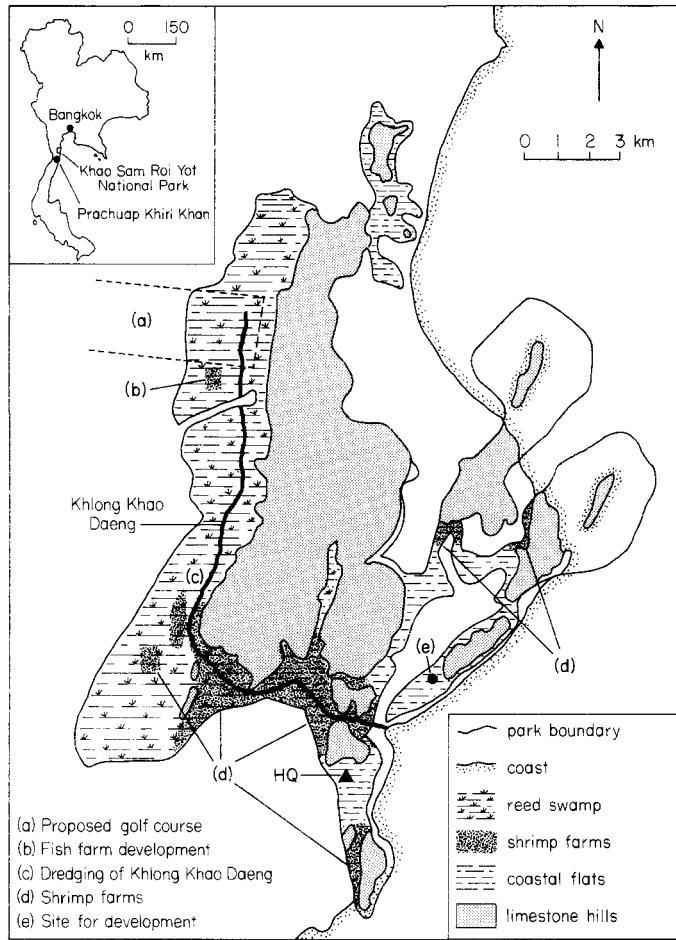 0 150
km
Bangkok
Khao Sam Roi Yot
National Park
Prachuap Khiri Khan
N
0 1 2 3 km
(a)
(b)
Khlong Khao
Daeng
(c)
(e)
(d)
(d)
HQ
(a) Proposed golf course
(b) Fish farm development
(c) Dredging of Khlong Khao Daeng
(d) Shrimp farms
(e) Site for development
park boundary
coast
reed swamp
shrimp farms
coastal flats
limestone hills